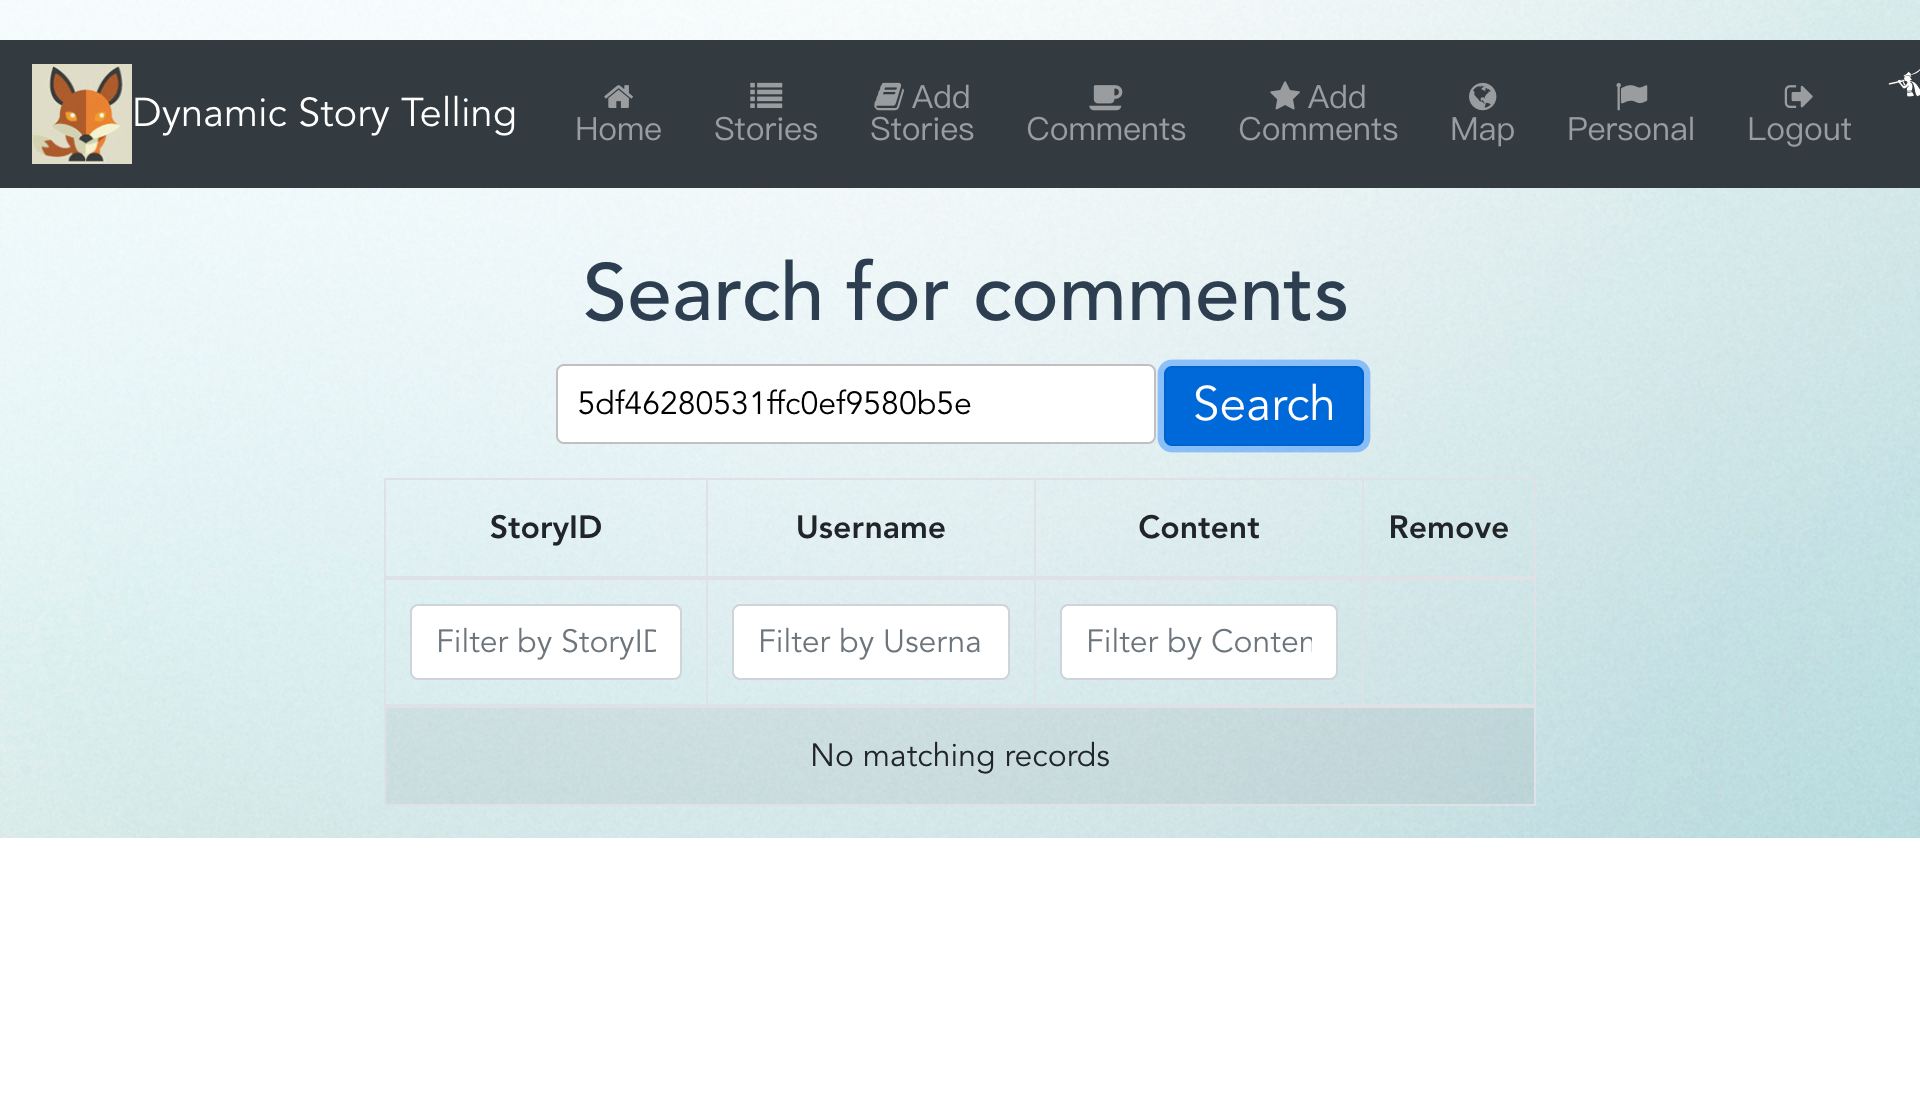 Dynamic Story Telling
Home
Stories
Add
Stories
Comments
Add
Comments
Map
Personal
Logout
Search for comments
5df46280531ffc0ef9580b5e
Search
StoryID Username Content Remove
Filter by StoryID Filter by Userna Filter by Conten
No matching records